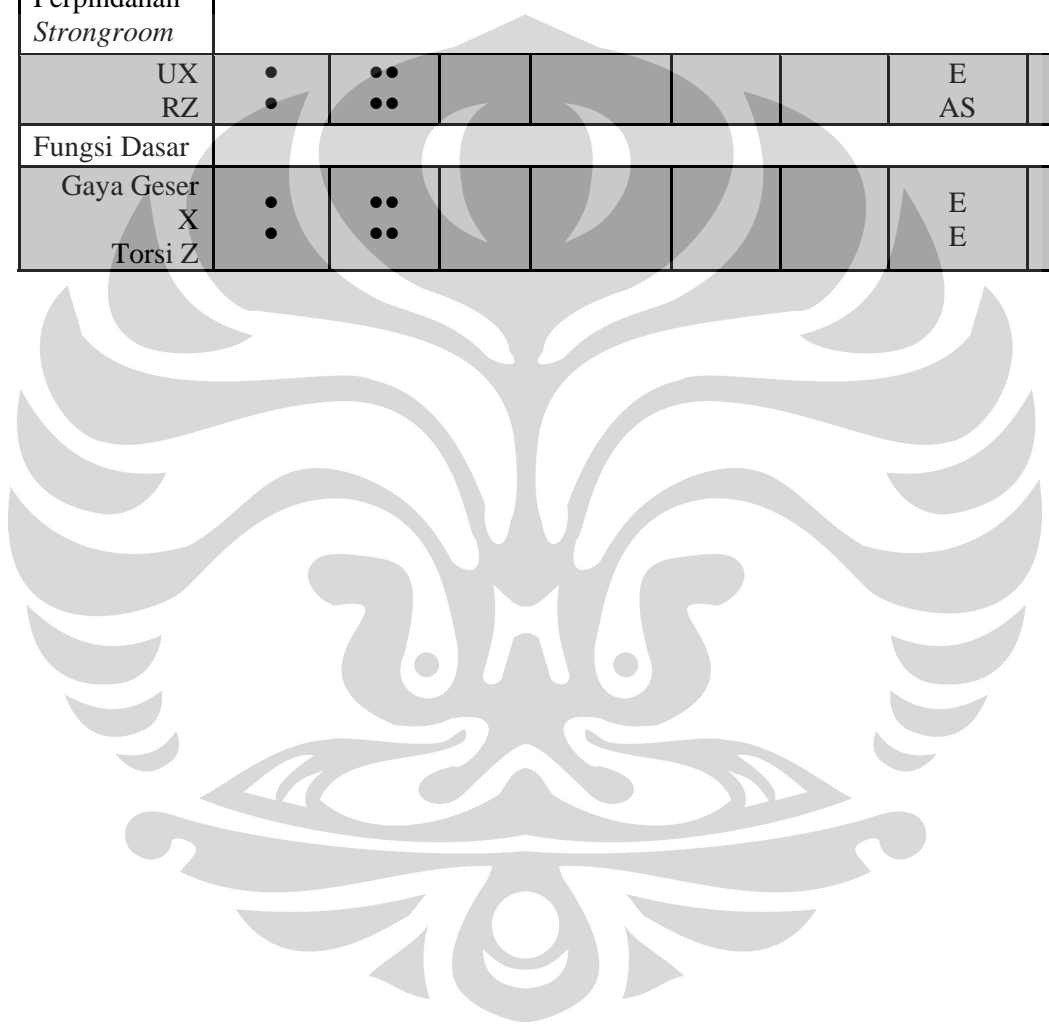 Perpindahan
Strongroom
UX • •• E
RZ • •• AS
Fungsi Dasar
Gaya Geser
X • •• E
Torsi Z • •• E